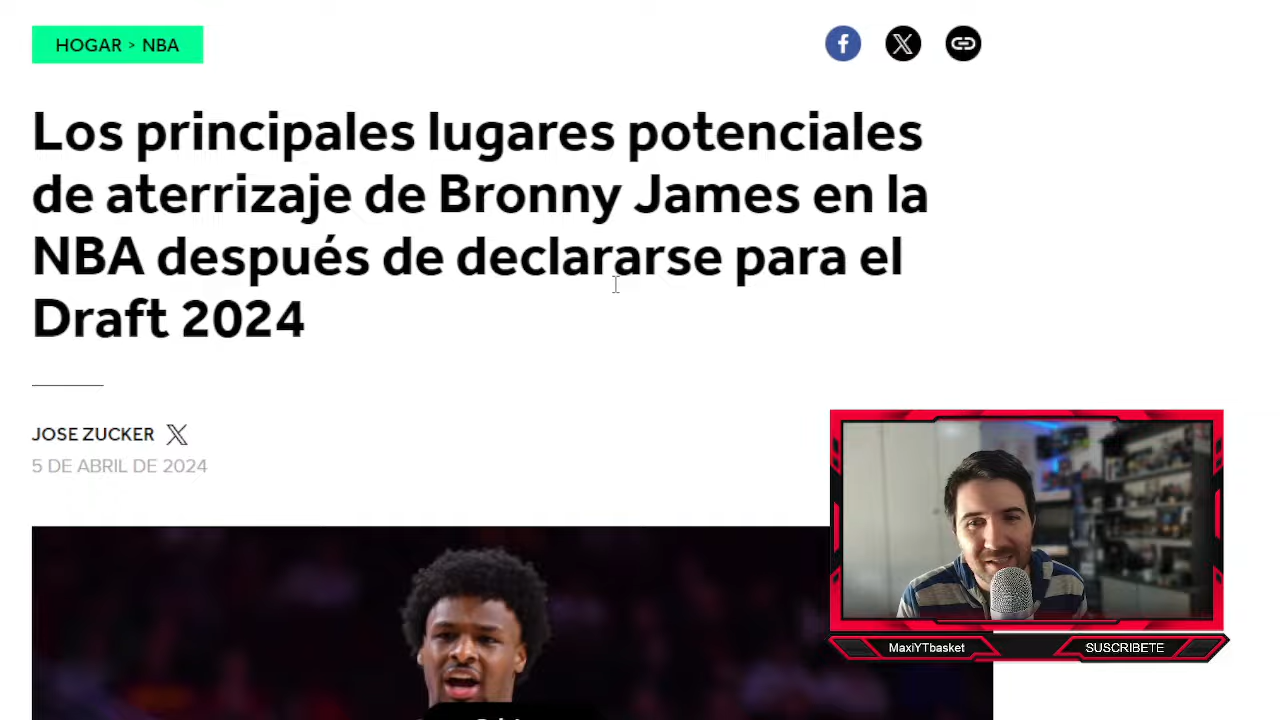 HOGAR > NBA
Los principales lugares potenciales
de aterrizaje de Bronny James en la
NBA después de declararse para el
Draft 2024
JOSE ZUCKER
5 DE ABRIL DE 2024
MaxiYTbasket
SUSCRIBETE